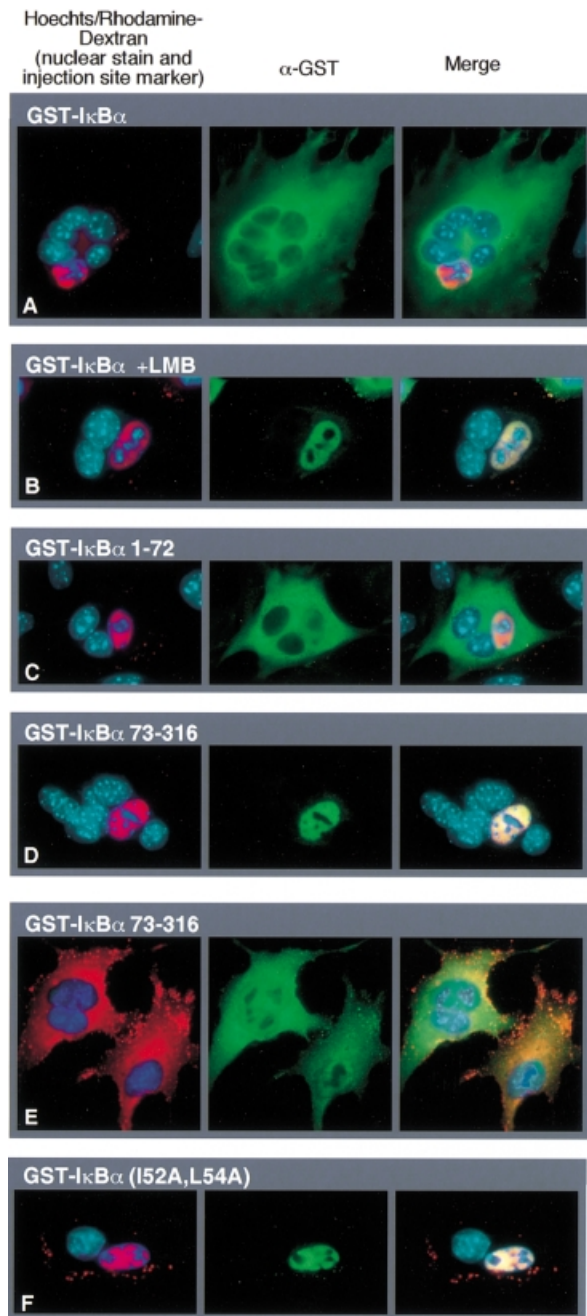 Hoechts/Rhodamine-
Dextran
(nuclear stain and
injection site marker)
α-GST
Merge
GST-IκBα
A
GST-IκBα +LMB
B
GST-IκBα 1-72
C
GST-IκBα 73-316
D
GST-IκBα 73-316
E
GST-IκBα (I52A,L54A)
F